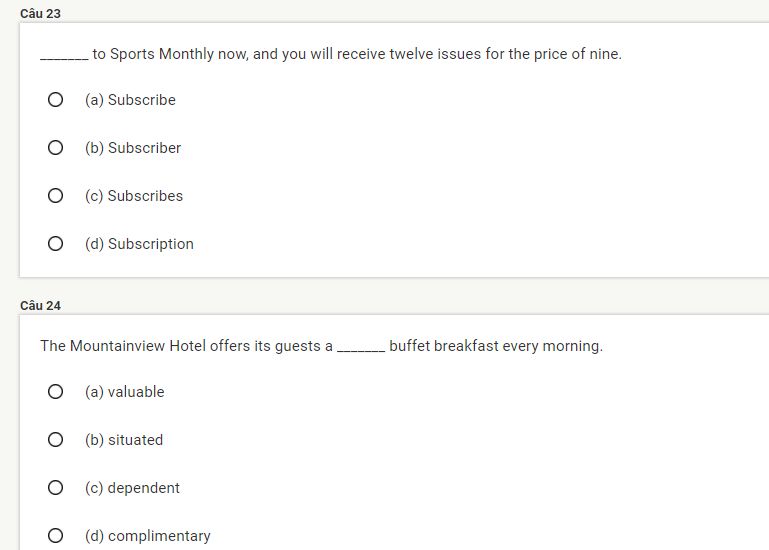 Câu 23
_______ to Sports Monthly now, and you will receive twelve issues for the price of nine.
(a) Subscribe
(b) Subscriber
(c) Subscribes
(d) Subscription
Câu 24
The Mountainview Hotel offers its guests a _______ buffet breakfast every morning.
(a) valuable
(b) situated
(c) dependent
(d) complimentary